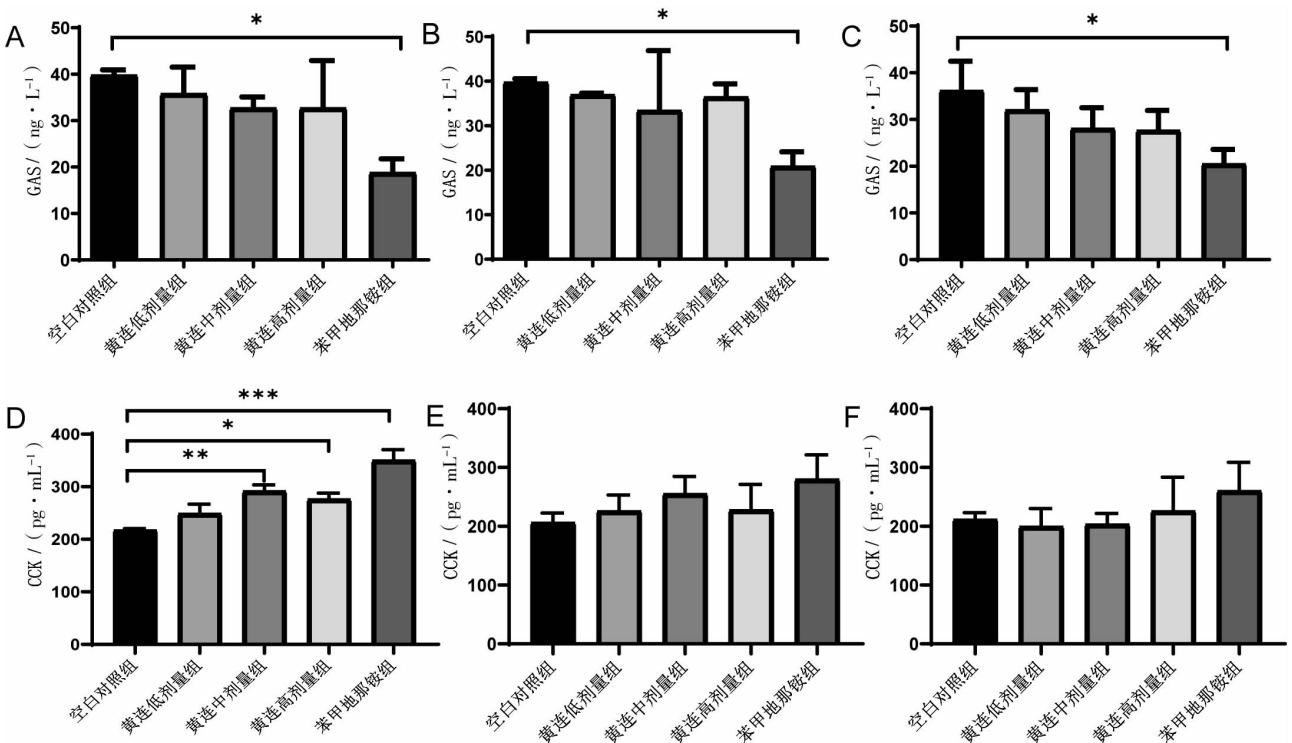 A
GAS/(ng·L⁻¹)
50
40
30
20
10
0
*
空白对照组
黄连低剂量组
黄连中剂量组
黄连高剂量组
苯甲地那铵组
B
GAS/(ng·L⁻¹)
50
40
30
20
10
0
*
空白对照组
黄连低剂量组
黄连中剂量组
黄连高剂量组
苯甲地那铵组
C
GAS/(ng·L⁻¹)
50
40
30
20
10
0
*
空白对照组
黄连低剂量组
黄连中剂量组
黄连高剂量组
苯甲地那铵组
D
CCK/(pg·mL⁻¹)
400
300
200
100
0
***
*
**
空白对照组
黄连低剂量组
黄连中剂量组
黄连高剂量组
苯甲地那铵组
E
CCK/(pg·mL⁻¹)
400
300
200
100
0
空白对照组
黄连低剂量组
黄连中剂量组
黄连高剂量组
苯甲地那铵组
F
CCK/(pg·mL⁻¹)
400
300
200
100
0
空白对照组
黄连低剂量组
黄连中剂量组
黄连高剂量组
苯甲地那铵组